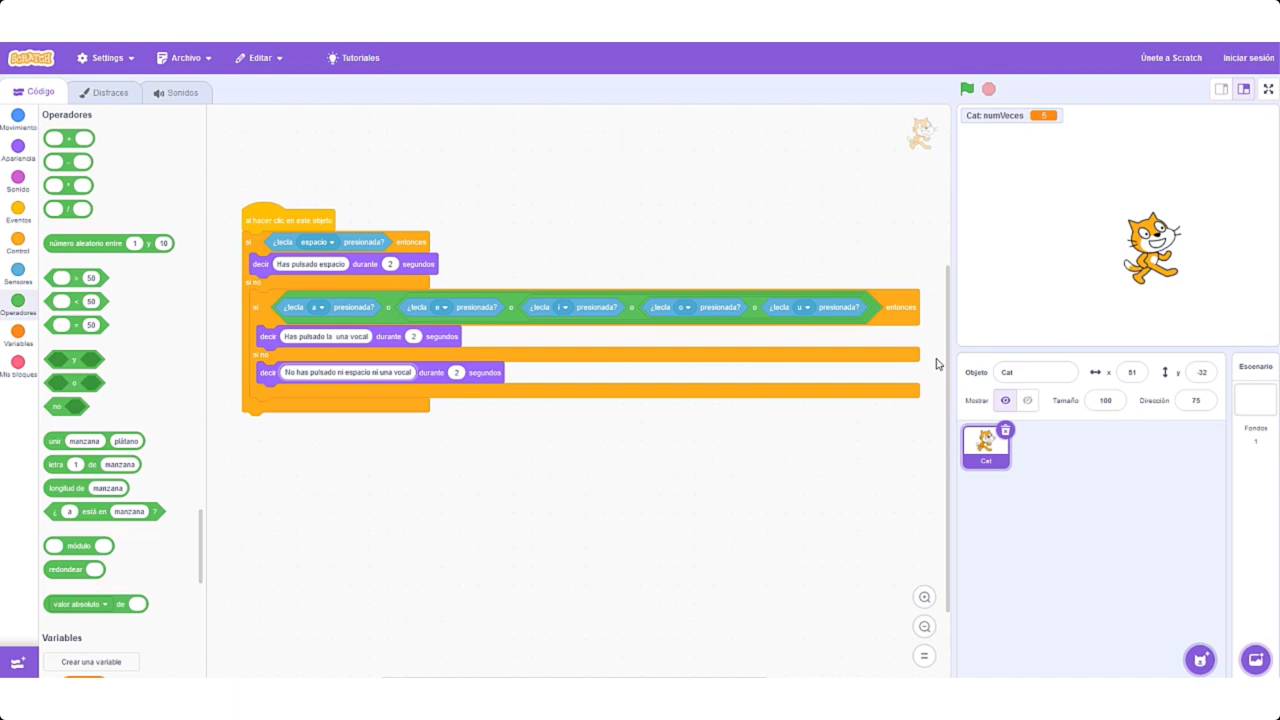 SCRATCH Settings Archivo Editar Tutoriales Únete a Scratch Iniciar sesión
Código Disfraces Sonidos
Movimiento
Apariencia
Sonido
Eventos
Control
Sensores
Operadores
Variables
Mis bloques
Operadores
+
-
*
/
número aleatorio entre 1 y 10
> 50
< 50
= 50
y
o
no
unir manzana plátano
letra 1 de manzana
longitud de manzana
¿ a está en manzana ?
módulo
redondear
valor absoluto de
Variables
Crear una variable
al hacer clic en este objeto
si ¿tecla espacio presionada? entonces
decir Has pulsado espacio durante 2 segundos
si no
si ¿tecla a presionada? o ¿tecla e presionada? o ¿tecla i presionada? o ¿tecla o presionada? o ¿tecla u presionada? entonces
decir Has pulsado la una vocal durante 2 segundos
si no
decir No has pulsado ni espacio ni una vocal durante 2 segundos
Cat: numVeces 5
Objeto Cat x 51 y -32
Mostrar Tamaño 100 Dirección 75
Cat
Escenario
Fondos
1